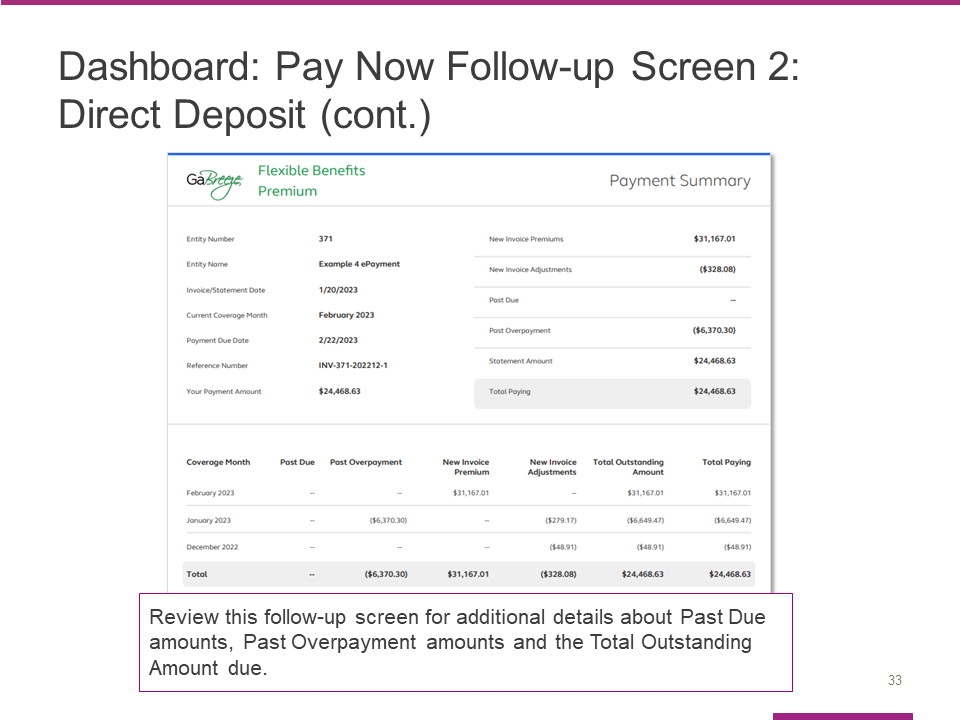 Dashboard: Pay Now Follow-up Screen 2:
Direct Deposit (cont.)
GaBreeze
Flexible Benefits
Premium
Payment Summary
Entity Number 371
Entity Name Example 4 ePayment
Invoice/Statement Date 1/20/2023
Current Coverage Month February 2023
Payment Due Date 2/22/2023
Reference Number INV-371-202212-1
Your Payment Amount $24,468.63
New Invoice Premiums $31,167.01
New Invoice Adjustments ($328.08)
Past Due --
Past Overpayment ($6,370.30)
Statement Amount $24,468.63
Total Paying $24,468.63
Coverage Month Past Due Past Overpayment New Invoice New Invoice Total Outstanding Total Paying
Premium Adjustments Amount
February 2023 -- -- $31,167.01 -- $31,167.01 $31,167.01
January 2023 -- ($6,370.30) -- ($279.17) ($6,649.47) ($6,649.47)
December 2022 -- -- -- ($48.91) ($48.91) ($48.91)
Total -- ($6,370.30) $31,167.01 ($328.08) $24,468.63 $24,468.63
Review this follow-up screen for additional details about Past Due
amounts, Past Overpayment amounts and the Total Outstanding
Amount due.
33